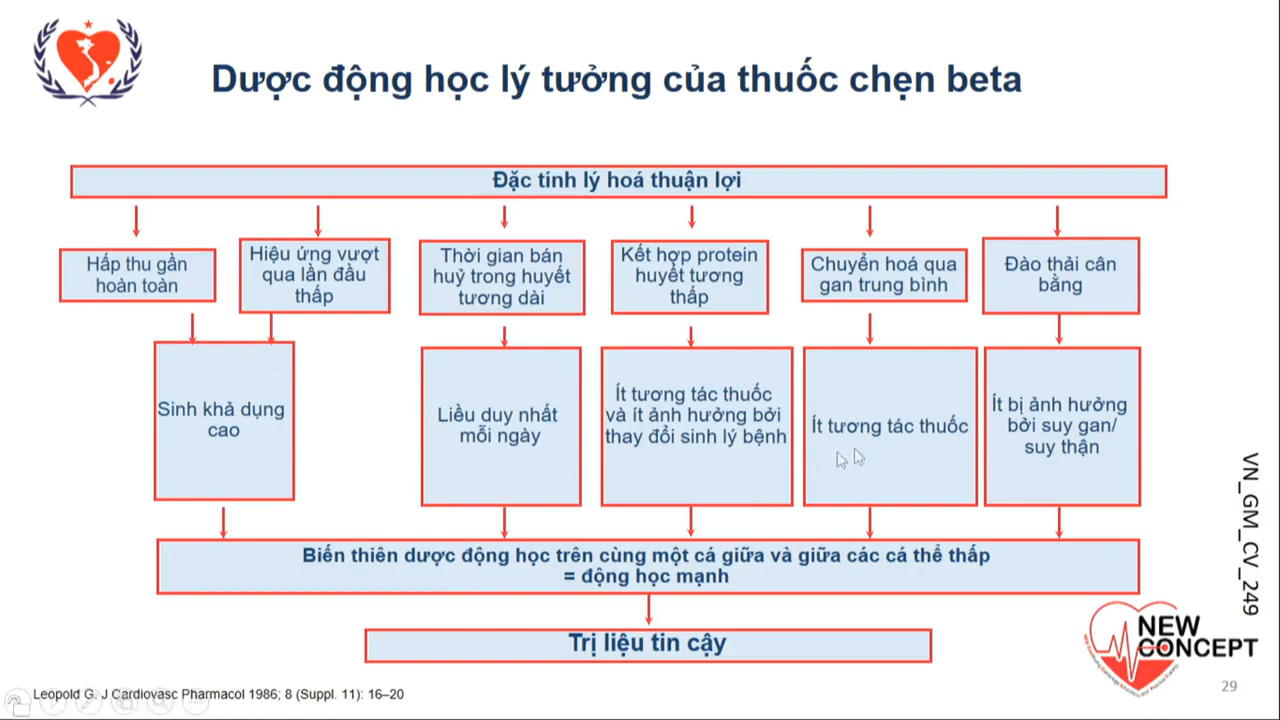 Dược động học lý tưởng của thuốc chẹn beta
Đặc tính lý hoá thuận lợi
Hấp thu gần
hoàn toàn
Hiệu ứng vượt
qua lần đầu
thấp
Thời gian bán
huỷ trong huyết
tương dài
Kết hợp protein
huyết tương
thấp
Chuyển hoá qua
gan trung bình
Đào thải cân
bằng
Sinh khả dụng
cao
Liều duy nhất
mỗi ngày
Ít tương tác thuốc
và ít ảnh hưởng bởi
thay đổi sinh lý bệnh
Ít tương tác thuốc
Ít bị ảnh hưởng
bởi suy gan/
suy thận
Biến thiên dược động học trên cùng một cá giữa và giữa các cá thể thấp
= động học mạnh
Trị liệu tin cậy
VN_GM_CV_249
NEW
CONCEPT
Leopold G. J Cardiovasc Pharmacol 1986; 8 (Suppl. 11): 16–20
29